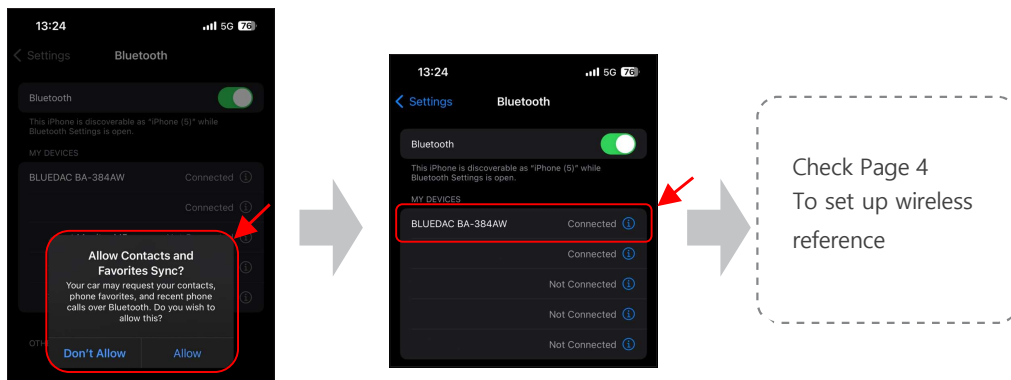 13:24
5G 76
Settings
Bluetooth
Bluetooth
This iPhone is discoverable as "iPhone (5)" while
Bluetooth Settings is open.
MY DEVICES
BLUEDAC BA-384AW Connected
Connected
Allow Contacts and
Favorites Sync?
Your car may request your contacts,
phone favorites, and recent phone
calls over Bluetooth. Do you wish to
allow this?
Don't Allow
Allow
13:24
5G 76
Settings
Bluetooth
Bluetooth
This iPhone is discoverable as "iPhone (5)" while
Bluetooth Settings is open.
MY DEVICES
BLUEDAC BA-384AW Connected
Connected
Not Connected
Not Connected
Not Connected
Check Page 4
To set up wireless
reference